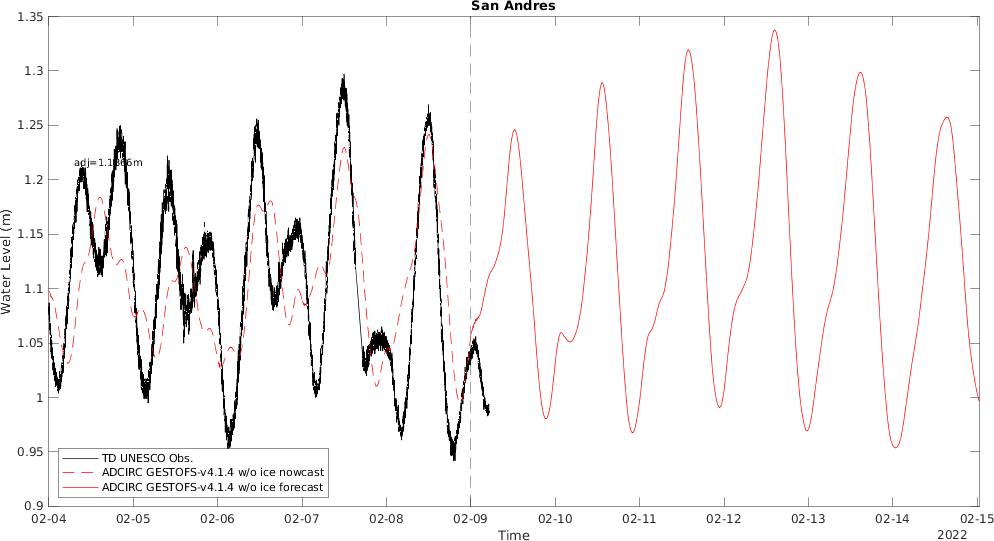 San Andres
1.35
1.3
1.25
1.2
1.15
1.1
1.05
1
0.95
0.9
Water Level (m)
TD UNESCO Obs.
ADCIRC GESTOFS-v4.1.4 w/o ice nowcast
ADCIRC GESTOFS-v4.1.4 w/o ice forecast
02-04 02-05 02-06 02-07 02-08 02-09 02-10 02-11 02-12 02-13 02-14 02-15
Time
2022